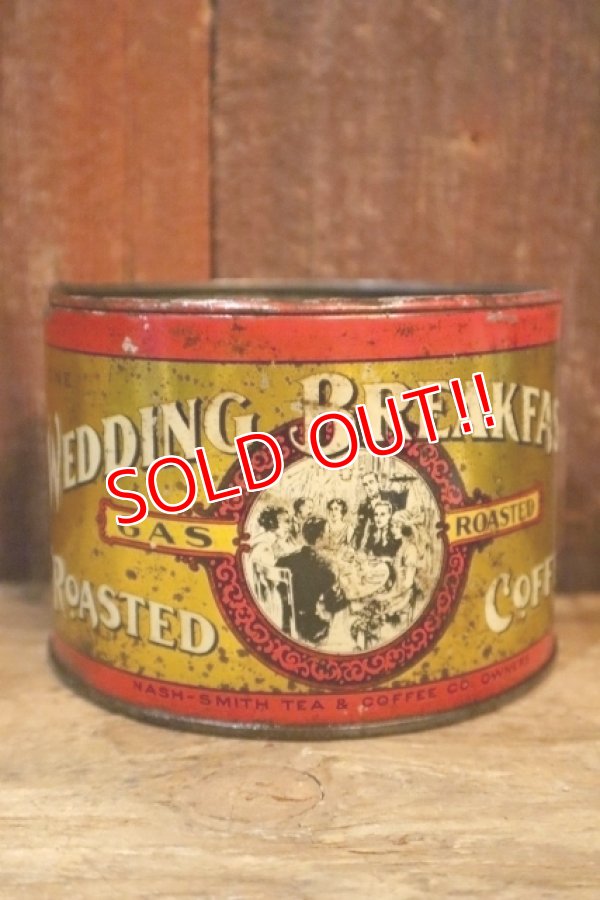 WEDDING BREAKFAS
SOLD OUT!!
GAS ROASTED
ROASTED COFF
NASH-SMITH TEA & COFFEE CO. OWNERS